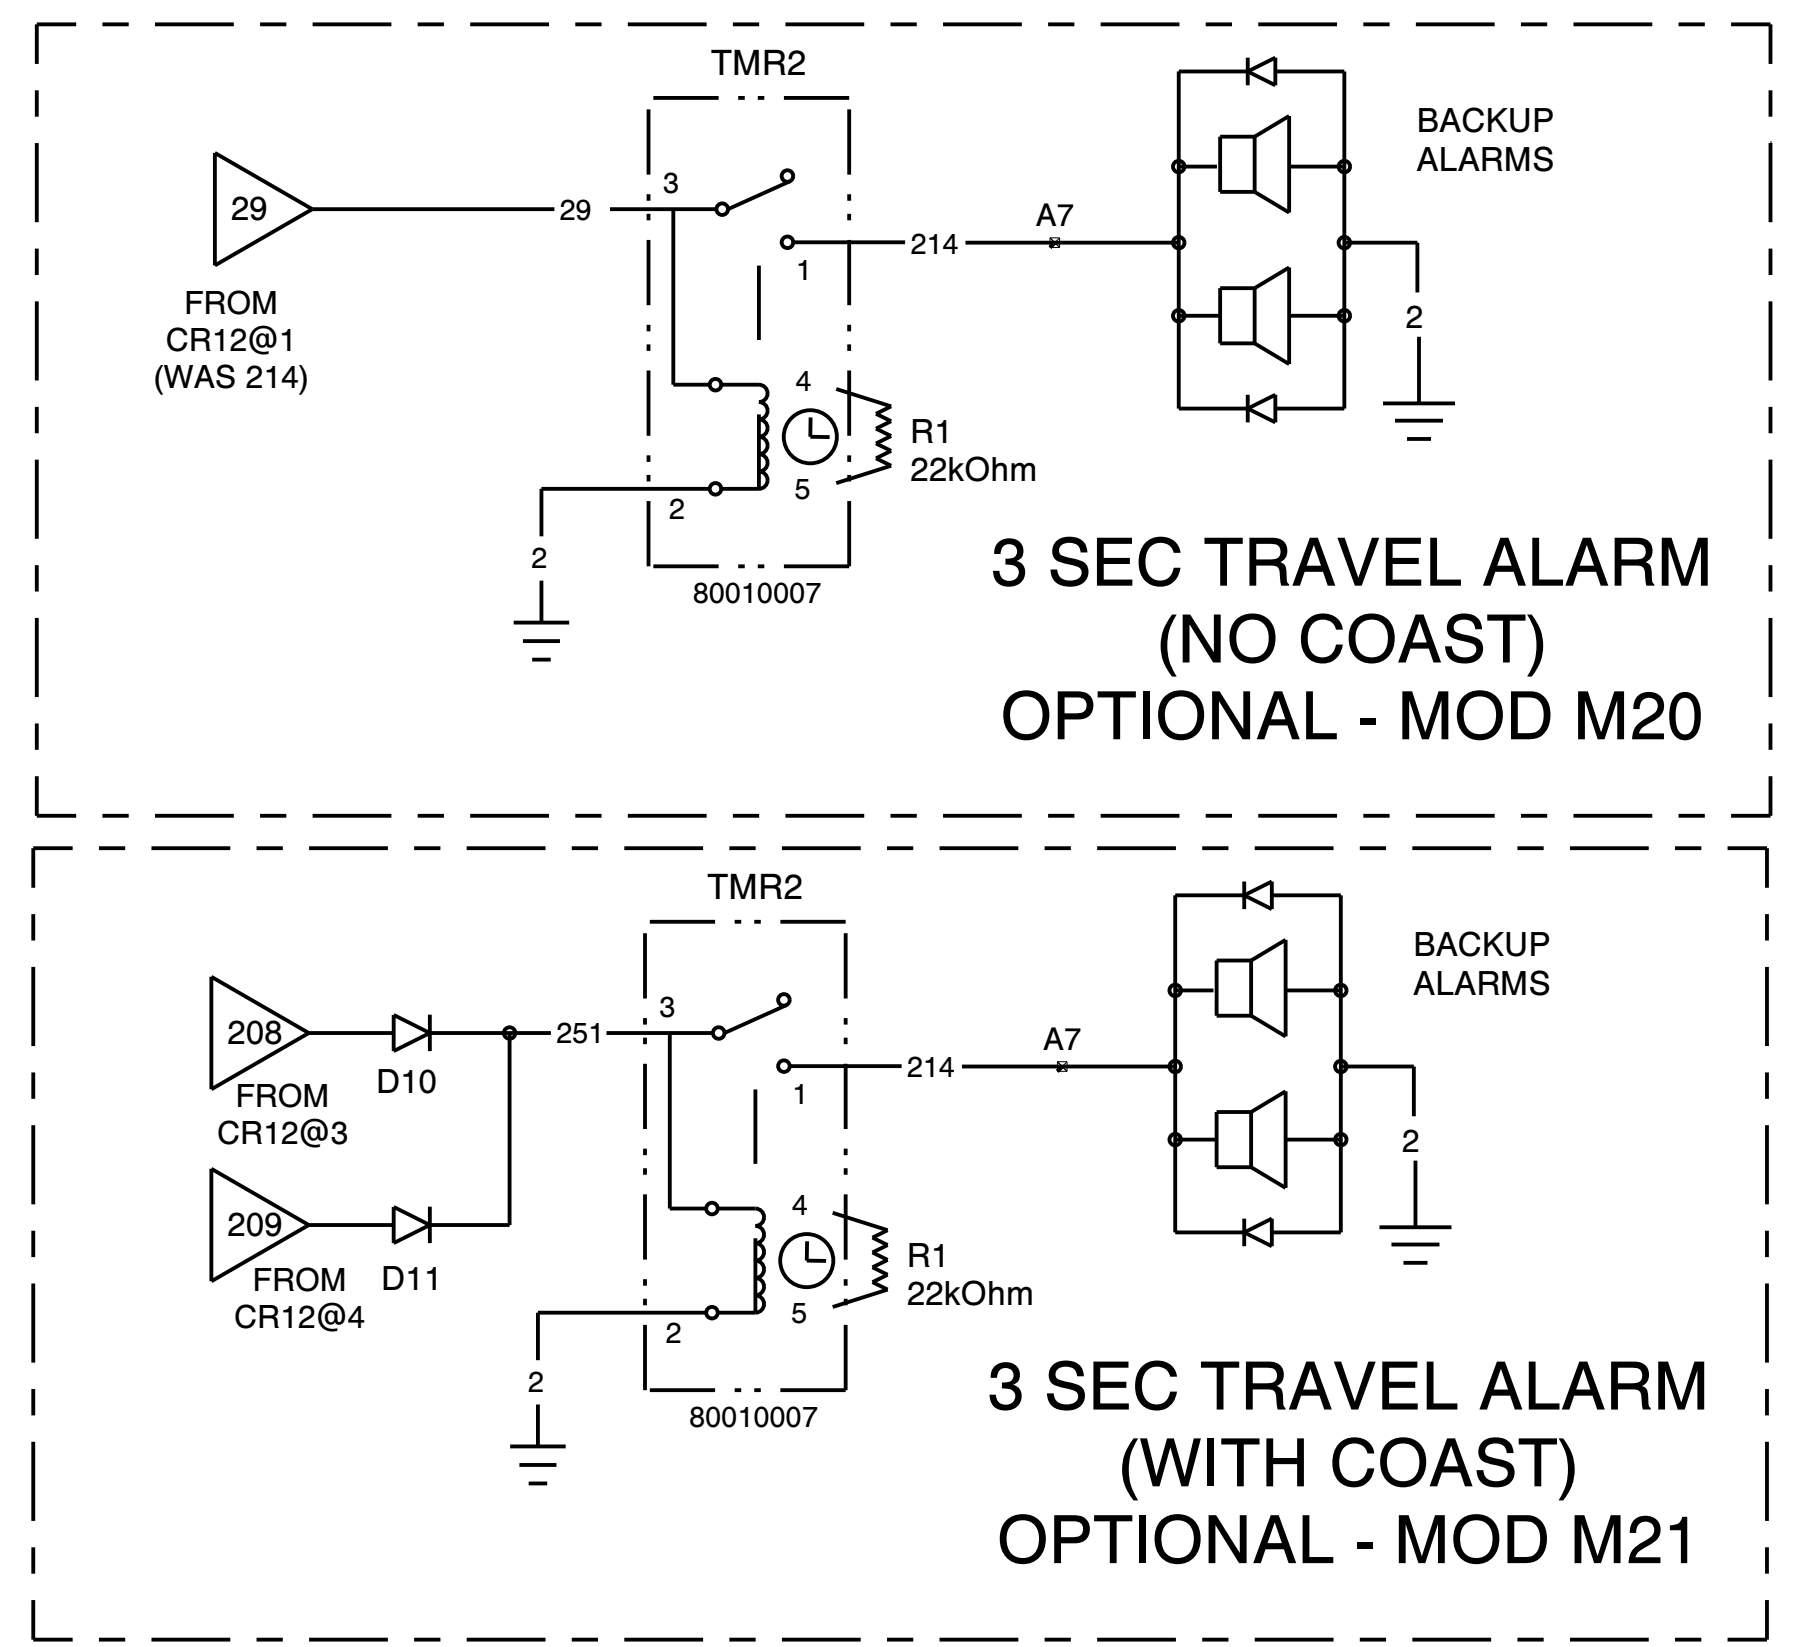 TMR2
BACKUP
ALARMS
29
29
3
A7
214
1
FROM
CR12@1
(WAS 214)
2
4
R1
22kOhm
5
2
2
80010007
3 SEC TRAVEL ALARM
(NO COAST)
OPTIONAL - MOD M20
TMR2
BACKUP
ALARMS
208
251
3
D10
A7
214
1
FROM
CR12@3
209
2
FROM
CR12@4
D11
4
R1
22kOhm
5
2
2
80010007
3 SEC TRAVEL ALARM
(WITH COAST)
OPTIONAL - MOD M21